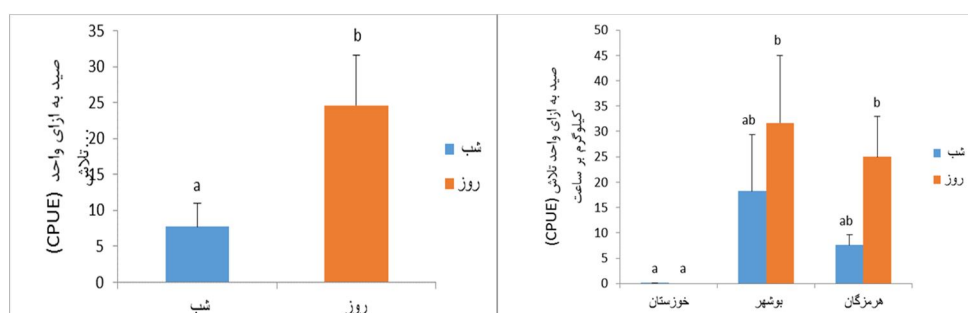 صید به ازای واحد
تلاش ..
(CPUE)
35
30
25
20
15
10
5
0
a
b
شب
روز
شب
روز
صید به ازای واحد تلاش (CPUE)
کیلوگرم بر ساعت
50
45
40
35
30
25
20
15
10
5
0
a a
ab b
ab b
خوزستان
بوشهر
هرمزگان
شب
روز